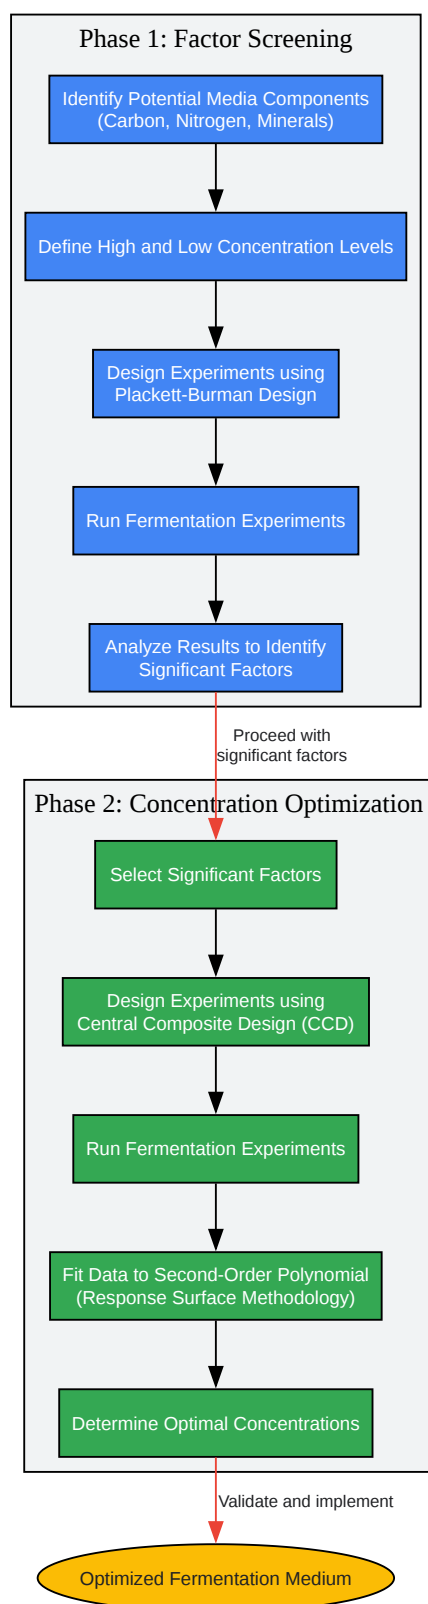 Phase 1: Factor Screening
Identify Potential Media Components
(Carbon, Nitrogen, Minerals)
Define High and Low Concentration Levels
Design Experiments using
Plackett-Burman Design
Run Fermentation Experiments
Analyze Results to Identify
Significant Factors
Proceed with
significant factors
Phase 2: Concentration Optimization
Select Significant Factors
Design Experiments using
Central Composite Design (CCD)
Run Fermentation Experiments
Fit Data to Second-Order Polynomial
(Response Surface Methodology)
Determine Optimal Concentrations
Validate and implement
Optimized Fermentation Medium